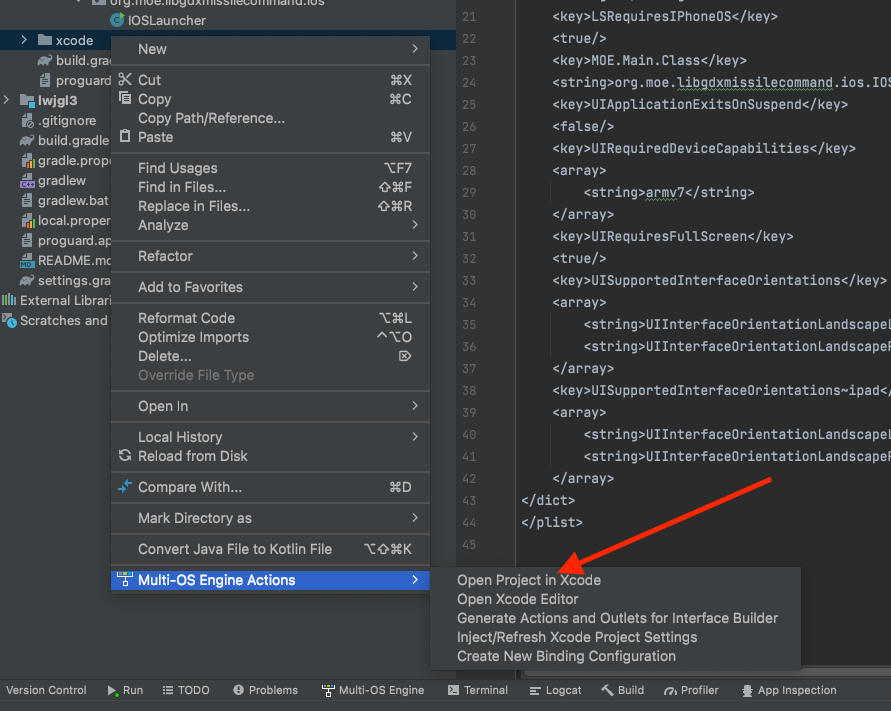 org.moe.libgdxmissilecommand.ios
IOSLauncher
xcode
build.gra
proguard
lwjgl3
.gitignore
build.gradle
gradle.prope
gradlew
gradlew.bat
local.proper
proguard.ap
README.md
settings.gra
External Librari
Scratches and
New
Cut ⌘X
Copy ⌘C
Copy Path/Reference...
Paste ⌘V
Find Usages ⌥F7
Find in Files... ⇧⌘F
Replace in Files... ⇧⌘R
Analyze
Refactor
Add to Favorites
Reformat Code ⌥⌘L
Optimize Imports ^⌥O
Delete... ⌦
Override File Type
Open In
Local History
Reload from Disk
Compare With... ⌘D
Mark Directory as
Convert Java File to Kotlin File ⌥⇧⌘K
Multi-OS Engine Actions
Open Project in Xcode
Open Xcode Editor
Generate Actions and Outlets for Interface Builder
Inject/Refresh Xcode Project Settings
Create New Binding Configuration
21 <key>LSRequiresIPhoneOS</key>
22 <true/>
23 <key>MOE.Main.Class</key>
24 <string>org.moe.libgdxmissilecommand.ios.IOS
25 <key>UIApplicationExitsOnSuspend</key>
26 <false/>
27 <key>UIRequiredDeviceCapabilities</key>
28 <array>
29 <string>armv7</string>
30 </array>
31 <key>UIRequiresFullScreen</key>
32 <true/>
33 <key>UISupportedInterfaceOrientations</key>
34 <array>
35 <string>UIInterfaceOrientationLandscapeL
36 <string>UIInterfaceOrientationLandscapeR
37 </array>
38 <key>UISupportedInterfaceOrientations~ipad</
39 <array>
40 <string>UIInterfaceOrientationLandscapeL
41 <string>UIInterfaceOrientationLandscapeR
42 </array>
43 </dict>
44 </plist>
45
Version Control Run TODO Problems Multi-OS Engine Terminal Logcat Build Profiler App Inspection